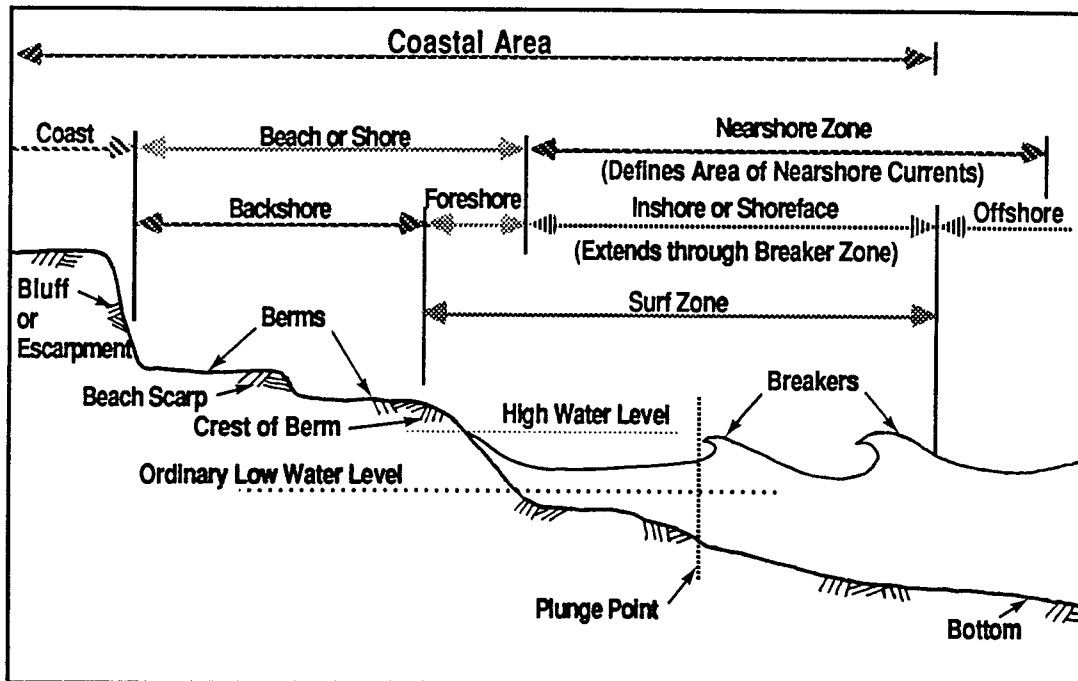 Coastal Area
Coast
Beach or Shore
Nearshore Zone
(Defines Area of Nearshore Currents)
Backshore
Foreshore
Inshore or Shoreface
Offshore
(Extends through Breaker Zone)
Surf Zone
Bluff
or
Escarpment
Berms
Beach Scarp
Crest of Berm
High Water Level
Breakers
Ordinary Low Water Level
Plunge Point
Bottom